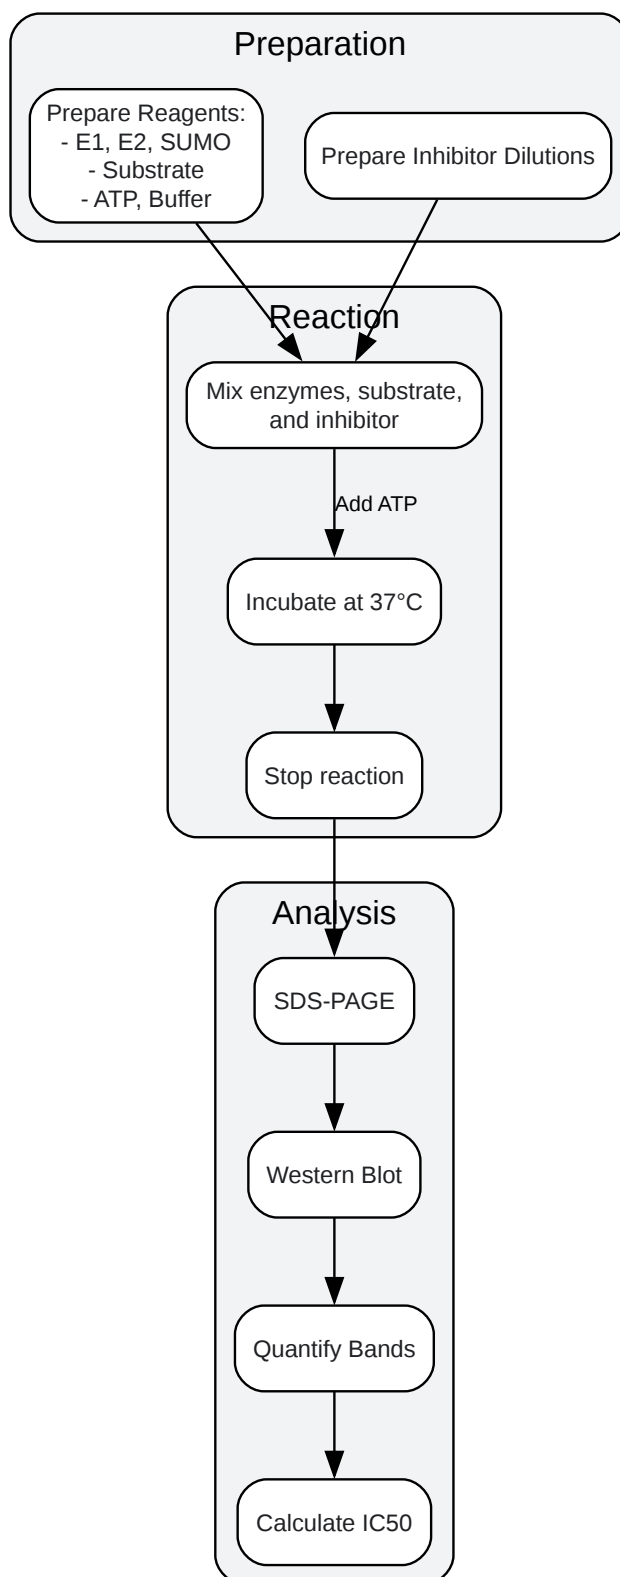 Preparation
Prepare Reagents:
- E1, E2, SUMO
- Substrate
- ATP, Buffer
Prepare Inhibitor Dilutions
Reaction
Mix enzymes, substrate,
and inhibitor
Add ATP
Incubate at 37°C
Stop reaction
Analysis
SDS-PAGE
Western Blot
Quantify Bands
Calculate IC50